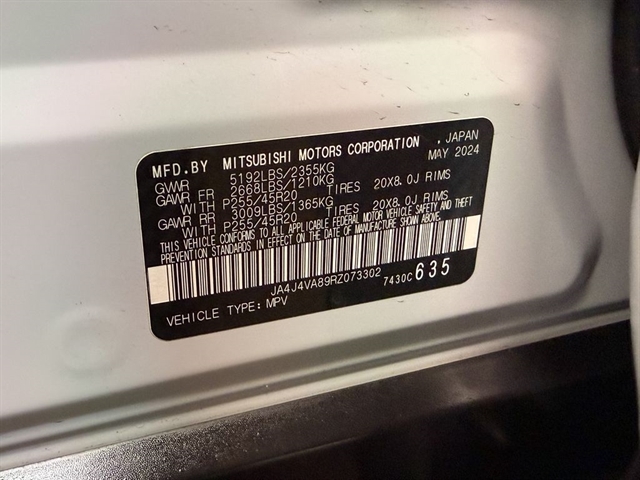 MFD.BY MITSUBISHI MOTORS CORPORATION , JAPAN
GVWR 5192LBS/2355KG MAY 2024
GAWR FR 2668LBS/1210KG
WITH P255/45R20 TIRES 20X8.0J RIMS
GAWR RR 3009LBS/1365KG
WITH P255/45R20 TIRES 20X8.0J RIMS
THIS VEHICLE CONFORMS TO ALL APPLICABLE FEDERAL MOTOR VEHICLE SAFETY AND THEFT
PREVENTION STANDARDS IN EFFECT ON THE DATE OF MANUFACTURE SHOWN ABOVE.
JA4J4VA89RZ073302
VEHICLE TYPE: MPV 7430C 635